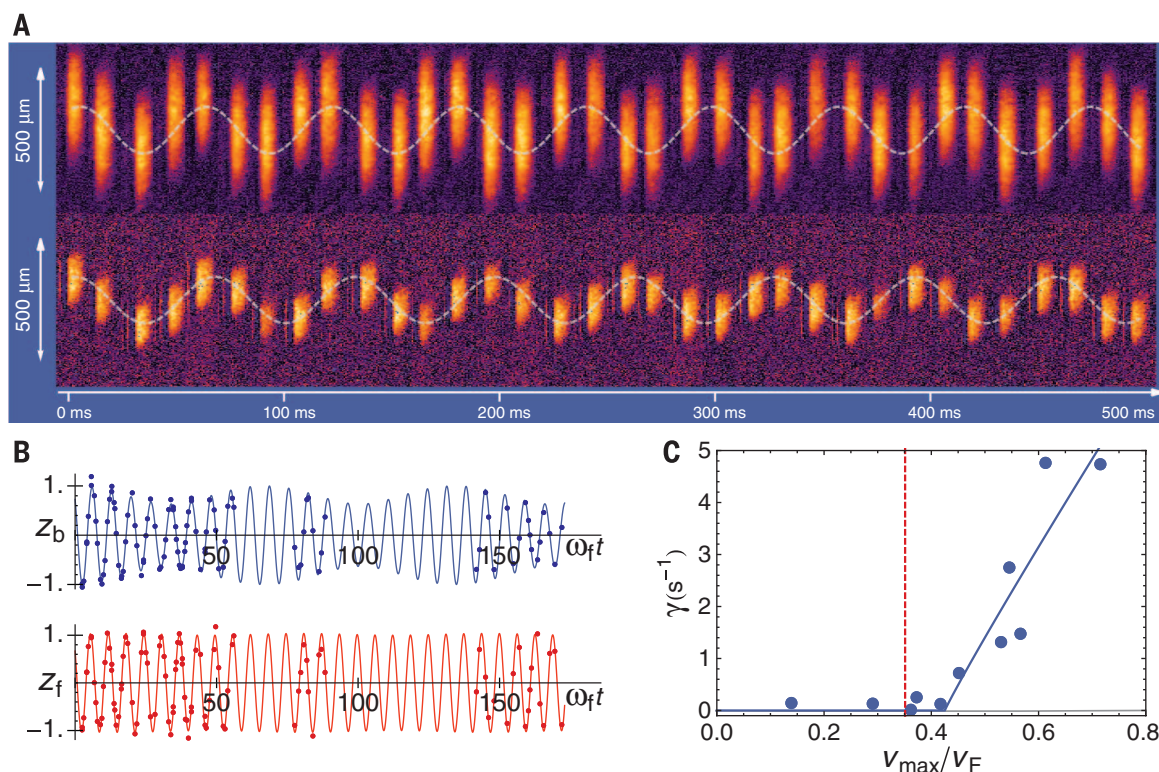 A
500 μm
500 μm
0 ms 100 ms 200 ms 300 ms 400 ms 500 ms
B
1.
z_b
50 100 150 ω_f t
−1.
1.
z_f
50 100 150 ω_f t
−1.
C
5
4
3
2
1
0
γ(s⁻¹)
0.0 0.2 0.4 0.6 0.8
v_max/v_F